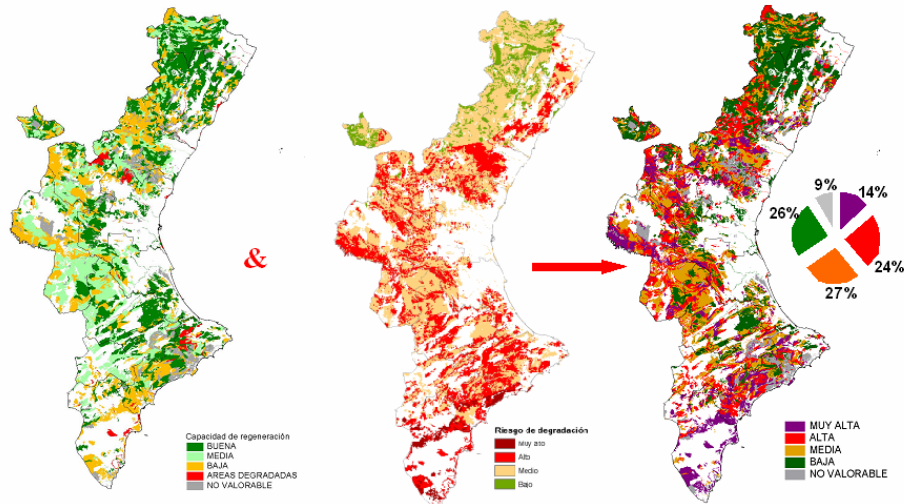 &
Capacidad de regeneración
BUENA
MEDIA
BAJA
AREAS DEGRADADAS
NO VALORABLE
Riesgo de degradación
Muy alto
Alto
Medio
Bajo
9%
14%
26%
24%
27%
MUY ALTA
ALTA
MEDIA
BAJA
NO VALORABLE